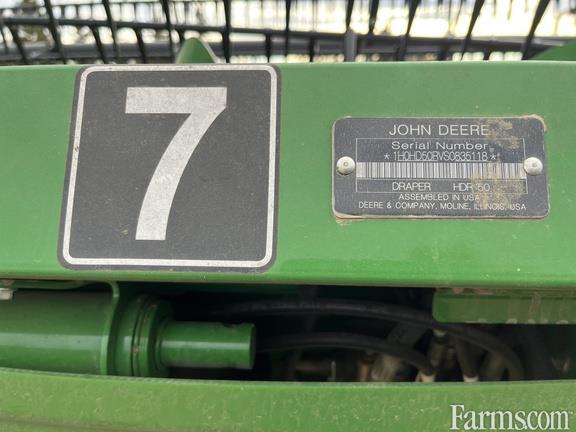 7
JOHN DEERE
Serial Number
*1H0HD50RVS0835118*
DRAPER HDR 50
ASSEMBLED IN USA
DEERE & COMPANY, MOLINE, ILLINOIS, USA
Farms.com